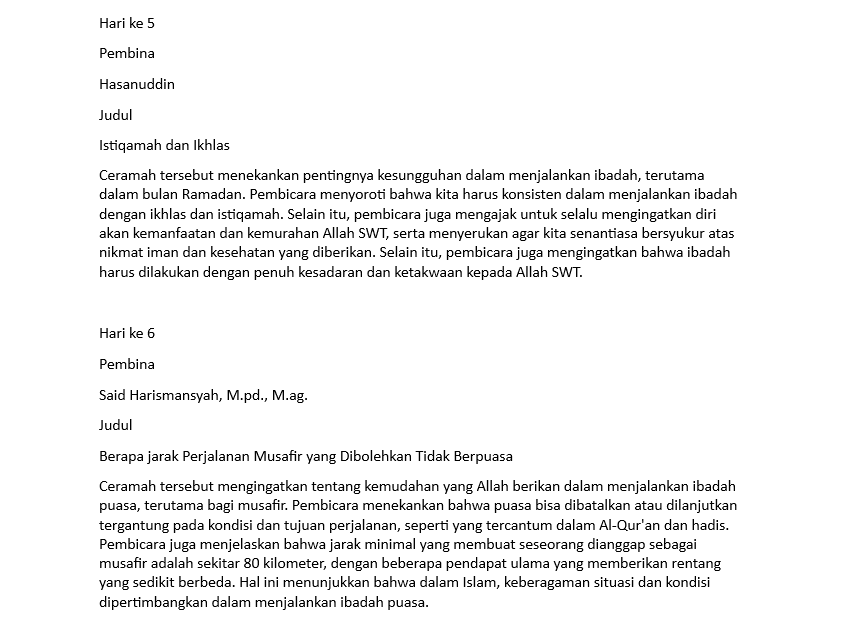 Hari ke 5
Pembina
Hasanuddin
Judul
Istiqamah dan Ikhlas
Ceramah tersebut menekankan pentingnya kesungguhan dalam menjalankan ibadah, terutama
dalam bulan Ramadan. Pembicara menyoroti bahwa kita harus konsisten dalam menjalankan ibadah
dengan ikhlas dan istiqamah. Selain itu, pembicara juga mengajak untuk selalu mengingatkan diri
akan kemanfaatan dan kemurahan Allah SWT, serta menyerukan agar kita senantiasa bersyukur atas
nikmat iman dan kesehatan yang diberikan. Selain itu, pembicara juga mengingatkan bahwa ibadah
harus dilakukan dengan penuh kesadaran dan ketakwaan kepada Allah SWT.
Hari ke 6
Pembina
Said Harismansyah, M.pd., M.ag.
Judul
Berapa jarak Perjalanan Musafir yang Dibolehkan Tidak Berpuasa
Ceramah tersebut mengingatkan tentang kemudahan yang Allah berikan dalam menjalankan ibadah
puasa, terutama bagi musafir. Pembicara menekankan bahwa puasa bisa dibatalkan atau dilanjutkan
tergantung pada kondisi dan tujuan perjalanan, seperti yang tercantum dalam Al-Qur'an dan hadis.
Pembicara juga menjelaskan bahwa jarak minimal yang membuat seseorang dianggap sebagai
musafir adalah sekitar 80 kilometer, dengan beberapa pendapat ulama yang memberikan rentang
yang sedikit berbeda. Hal ini menunjukkan bahwa dalam Islam, keberagaman situasi dan kondisi
dipertimbangkan dalam menjalankan ibadah puasa.